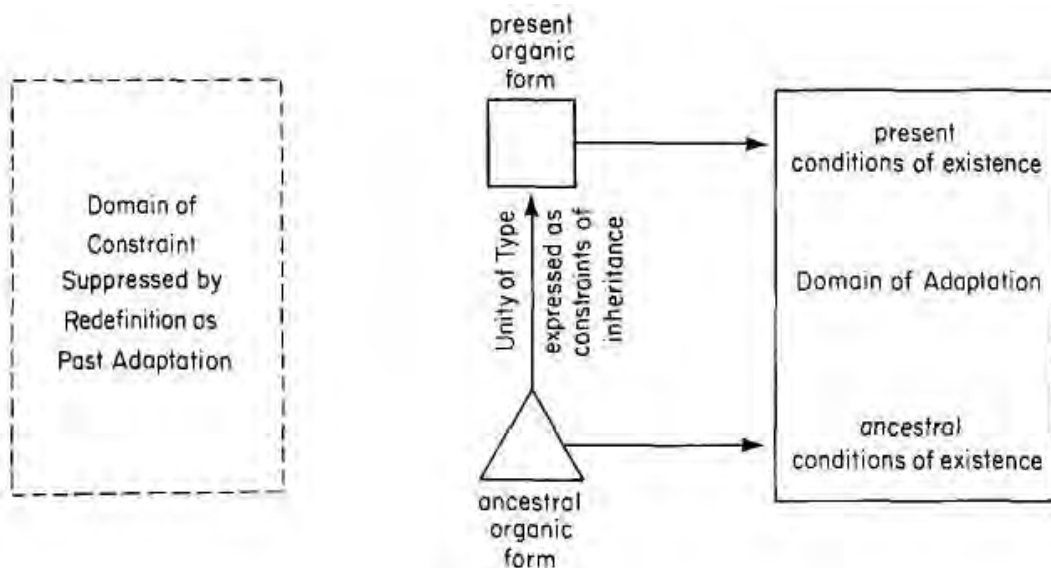 present
organic
form
Domain of
Constraint
Suppressed by
Redefinition as
Past Adaptation
Unity of Type
expressed as
constraints of
inheritance
ancestral
organic
form
present
conditions of existence
Domain of Adaptation
ancestral
conditions of existence